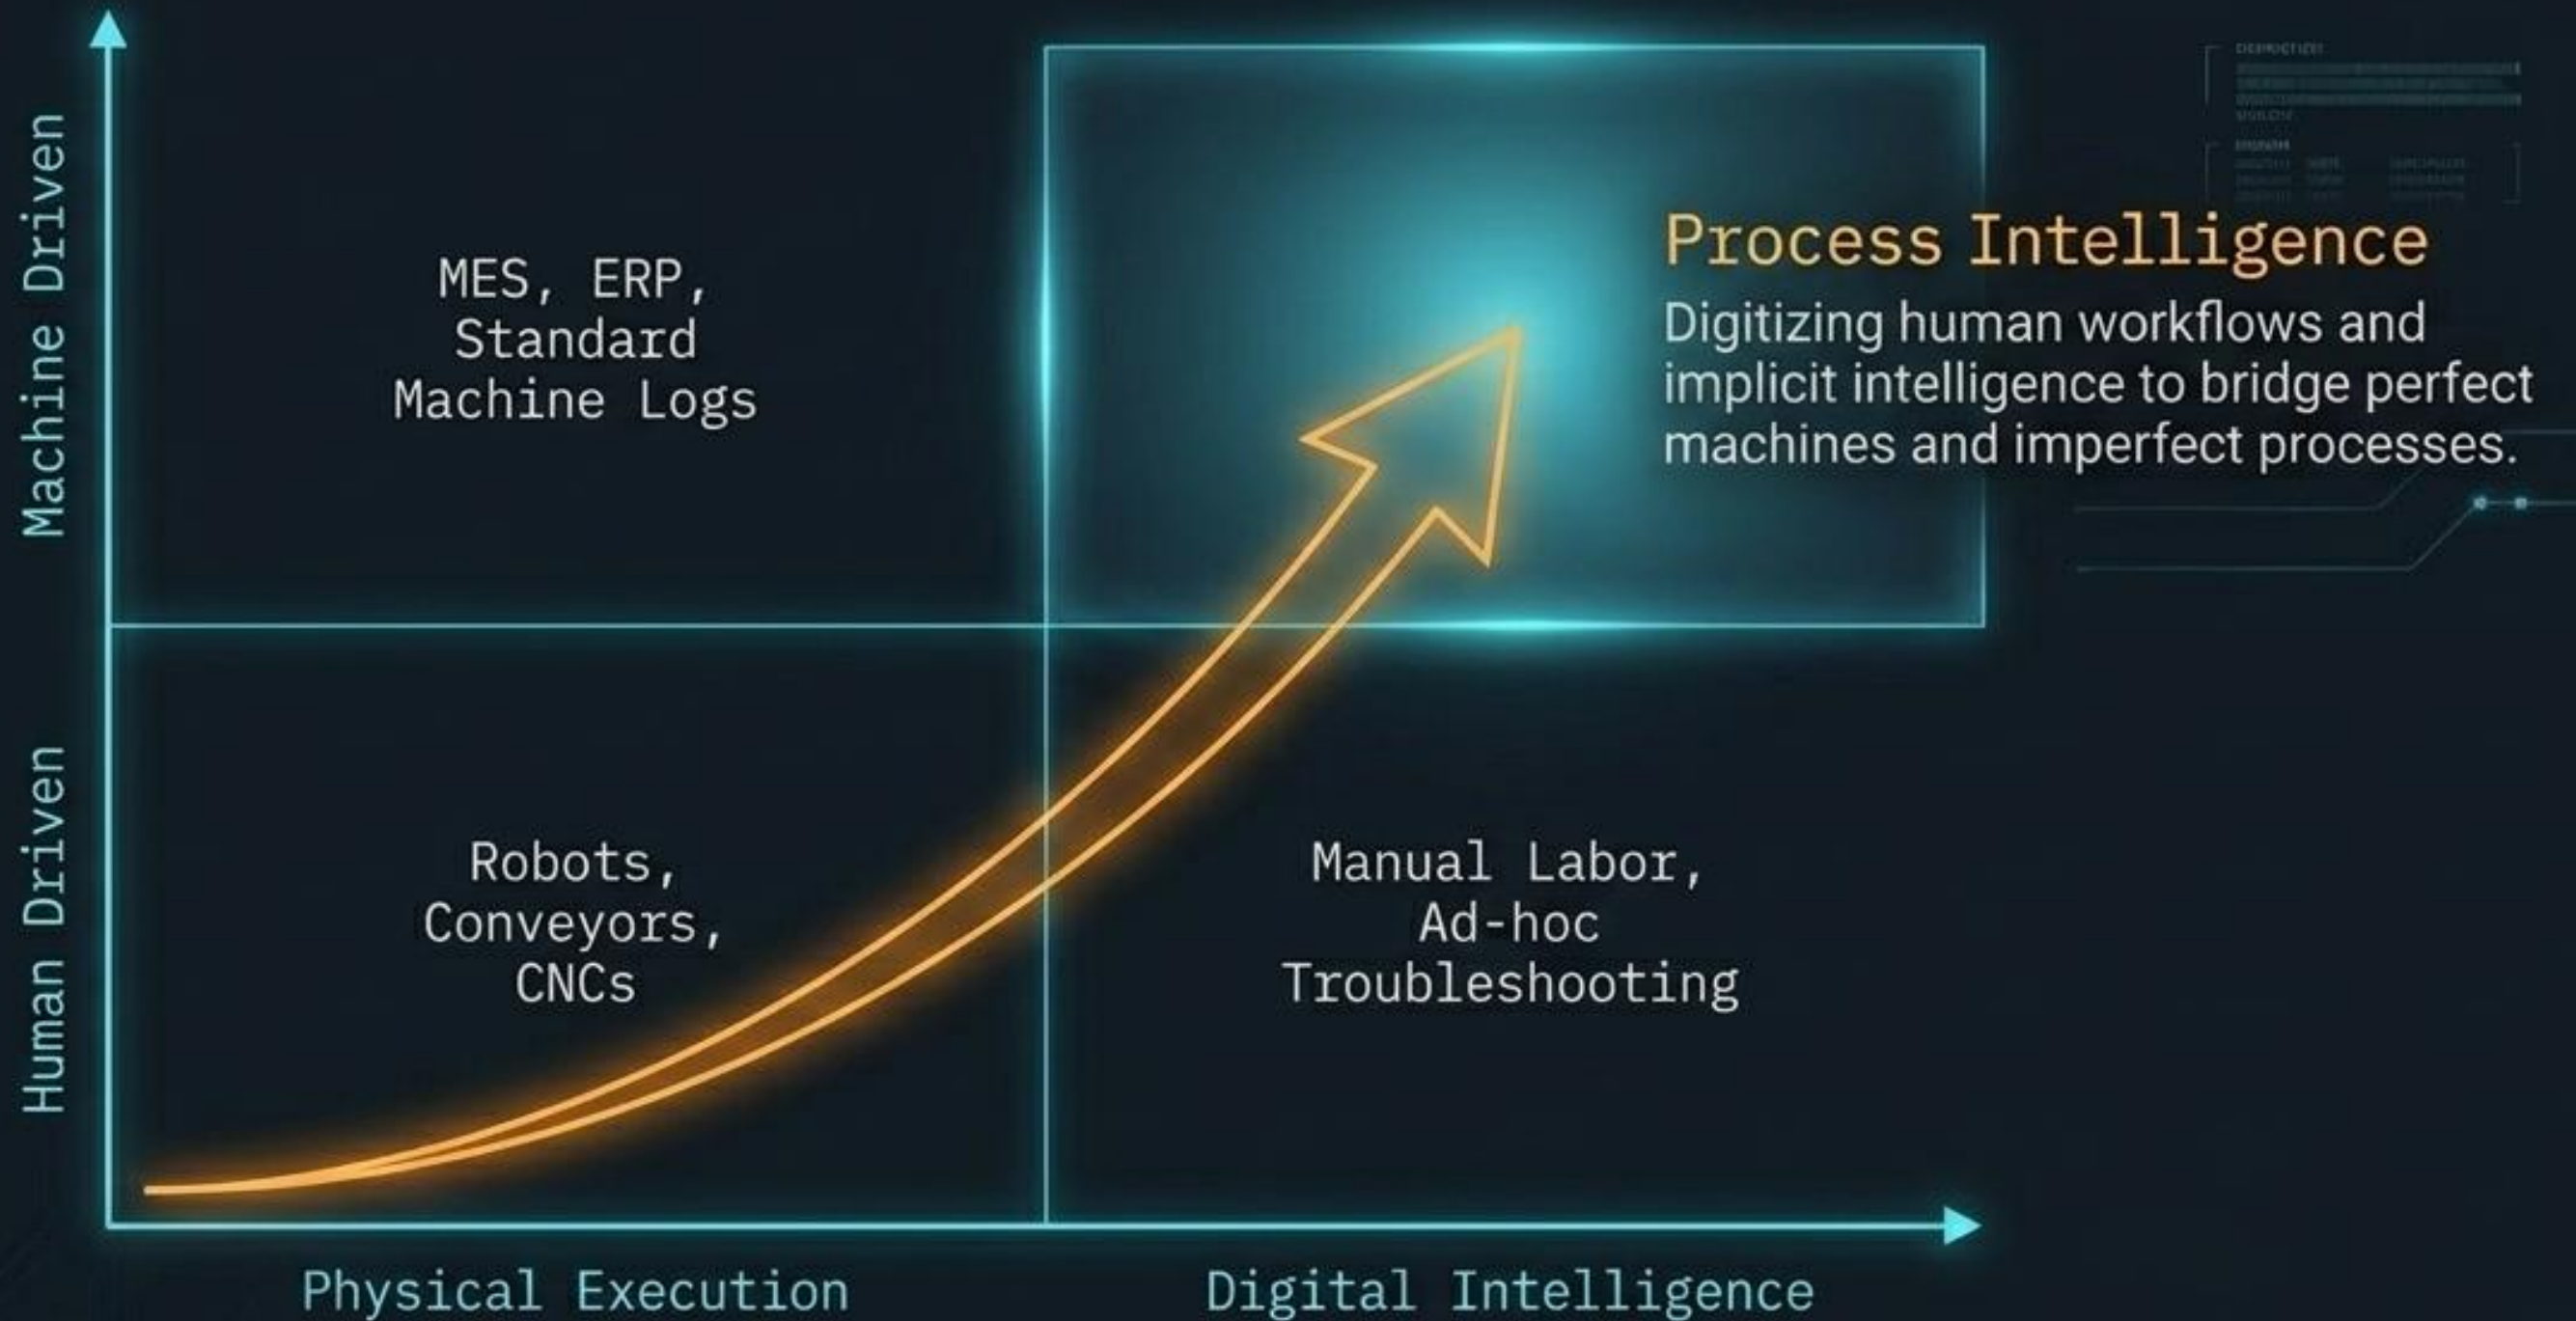 Machine Driven
Human Driven
MES, ERP,
Standard
Machine Logs
Process Intelligence
Digitizing human workflows and
implicit intelligence to bridge perfect
machines and imperfect processes.
Robots,
Conveyors,
CNCs
Manual Labor,
Ad-hoc
Troubleshooting
Physical Execution
Digital Intelligence